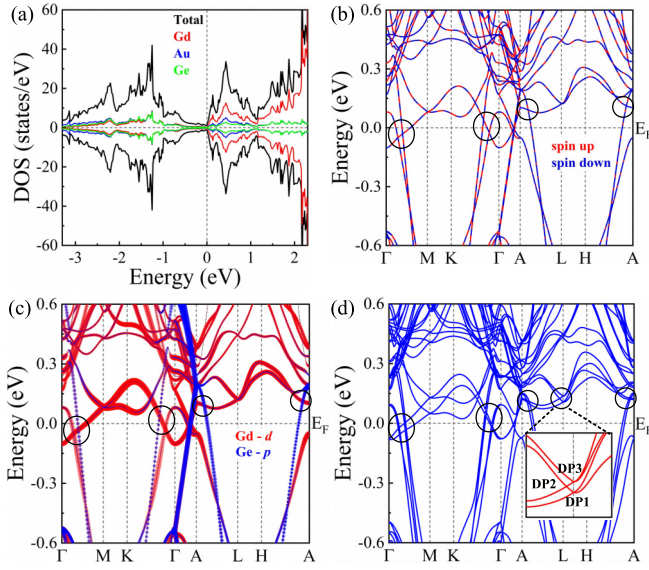 (a)
60
40
20
0
20
40
60
DOS (states/eV)
Total
Gd
Au
Ge
-3 -2 -1 0 1 2
Energy (eV)
(b)
0.6
0.3
0.0
-0.3
-0.6
Energy (eV)
E_F
spin up
spin down
Γ M K Γ A L H A
(c)
0.6
0.3
0.0
-0.3
-0.6
Energy (eV)
E_F
Gd - d
Ge - p
Γ M K Γ A L H A
(d)
0.6
0.3
0.0
-0.3
-0.6
Energy (eV)
DP3
DP2
DP1
Γ M K Γ A L H A